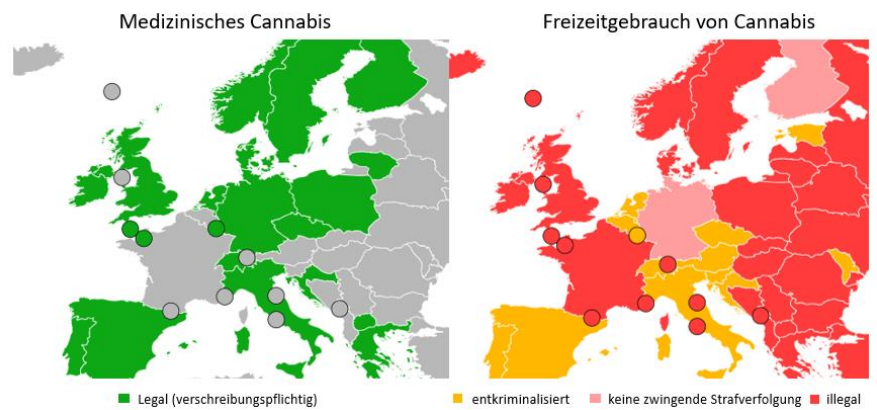 Medizinisches Cannabis
Freizeitgebrauch von Cannabis
Legal (verschreibungspflichtig)
entkriminalisiert
keine zwingende Strafverfolgung
illegal